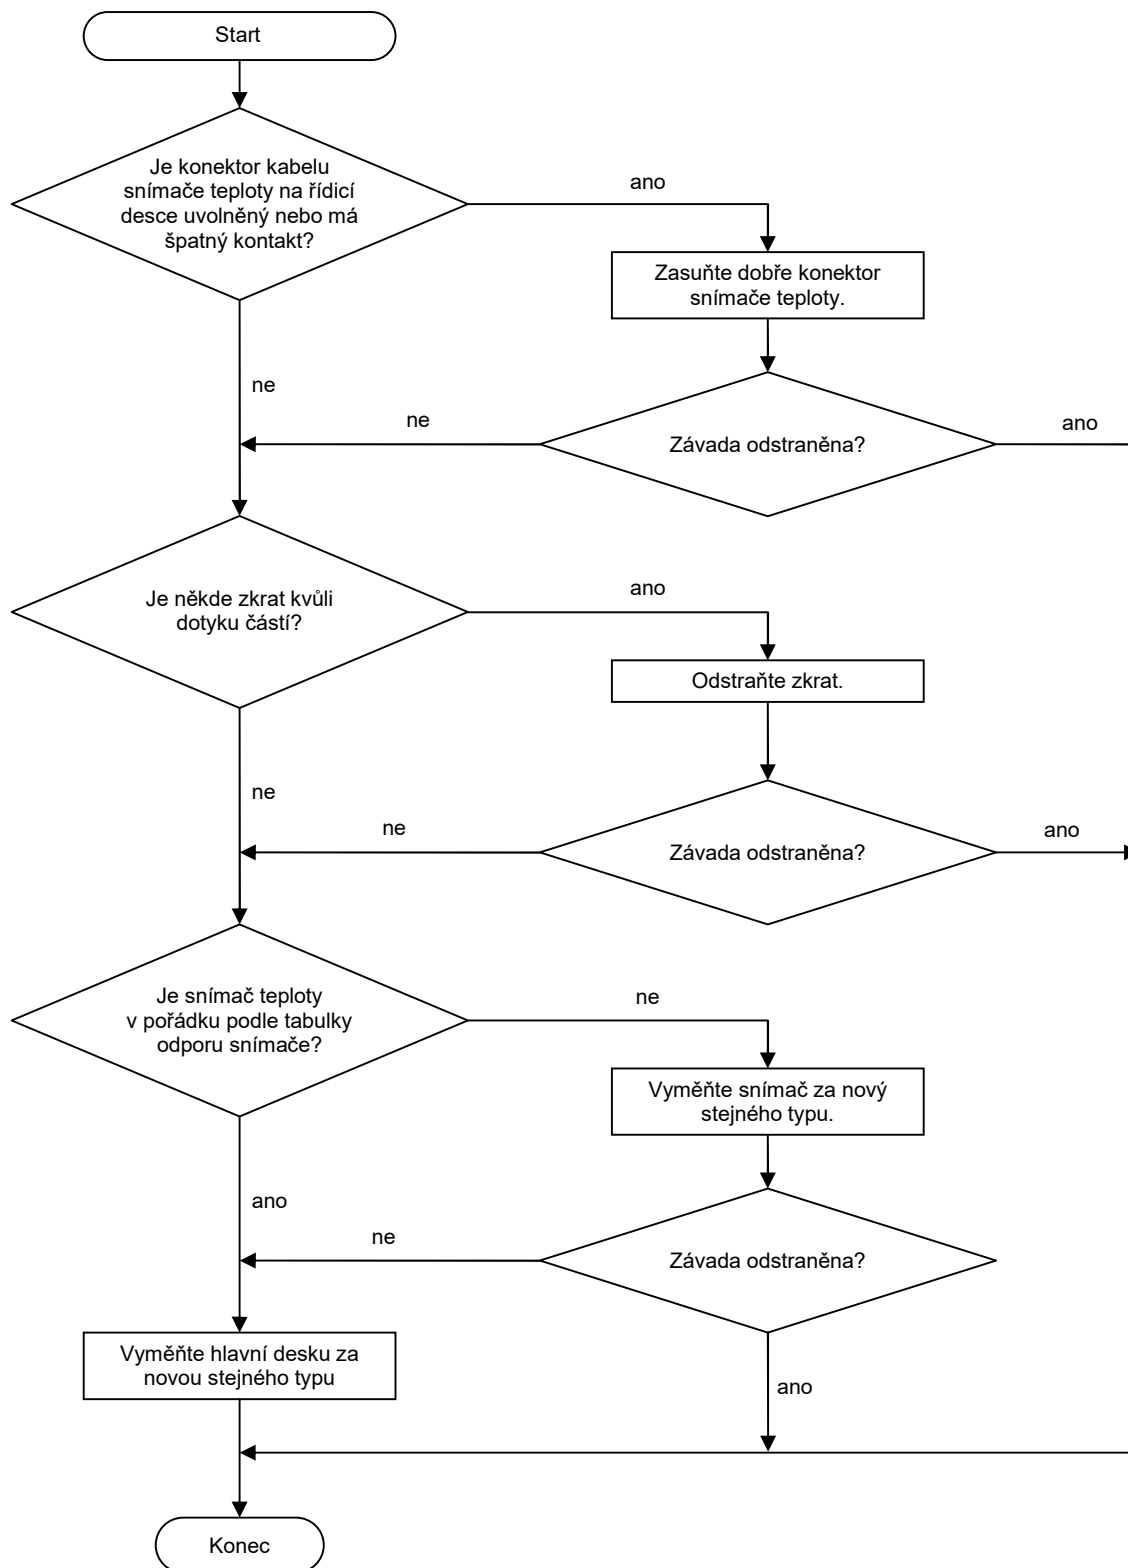 Start
Je konektor kabelu
snímače teploty na řídicí
desce uvolněný nebo má
špatný kontakt?
ano
Zasuňte dobře konektor
snímače teploty.
ne
ne
Závada odstraněna?
ano
Je někde zkrat kvůli
dotyku částí?
ano
Odstraňte zkrat.
ne
ne
Závada odstraněna?
ano
Je snímač teploty
v pořádku podle tabulky
odporu snímače?
ne
Vyměňte snímač za nový
stejného typu.
ano
ne
Závada odstraněna?
Vyměňte hlavní desku za
novou stejného typu
ano
Konec